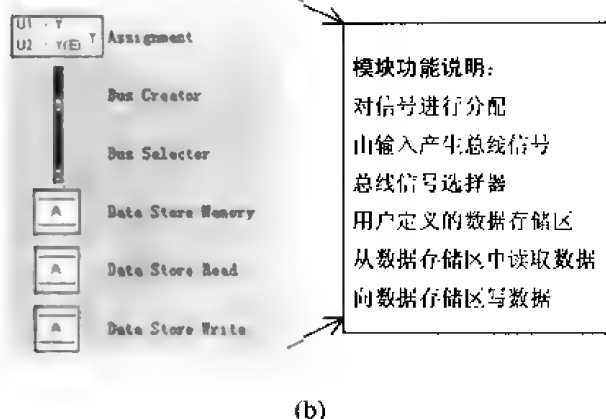 U1 Y
U2 Y(E) Y
Assignment
Bus Creator
Bus Selector
A
Data Store Memory
A
Data Store Read
A
Data Store Write
模块功能说明:
对信号进行分配
由输入产生总线信号
总线信号选择器
用户定义的数据存储区
从数据存储区中读取数据
向数据存储区写数据
(b)